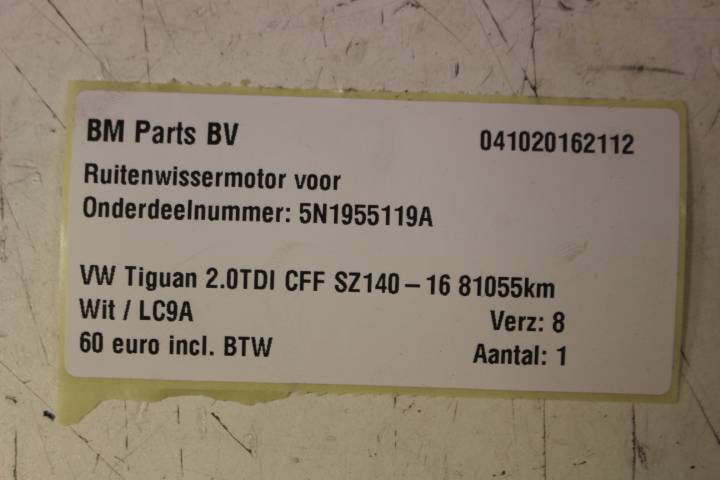 BM Parts BV 041020162112
Ruitenwissermotor voor
Onderdeelnummer: 5N1955119A
VW Tiguan 2.0TDI CFF SZ140 – 16 81055km
Wit / LC9A Verz: 8
60 euro incl. BTW Aantal: 1